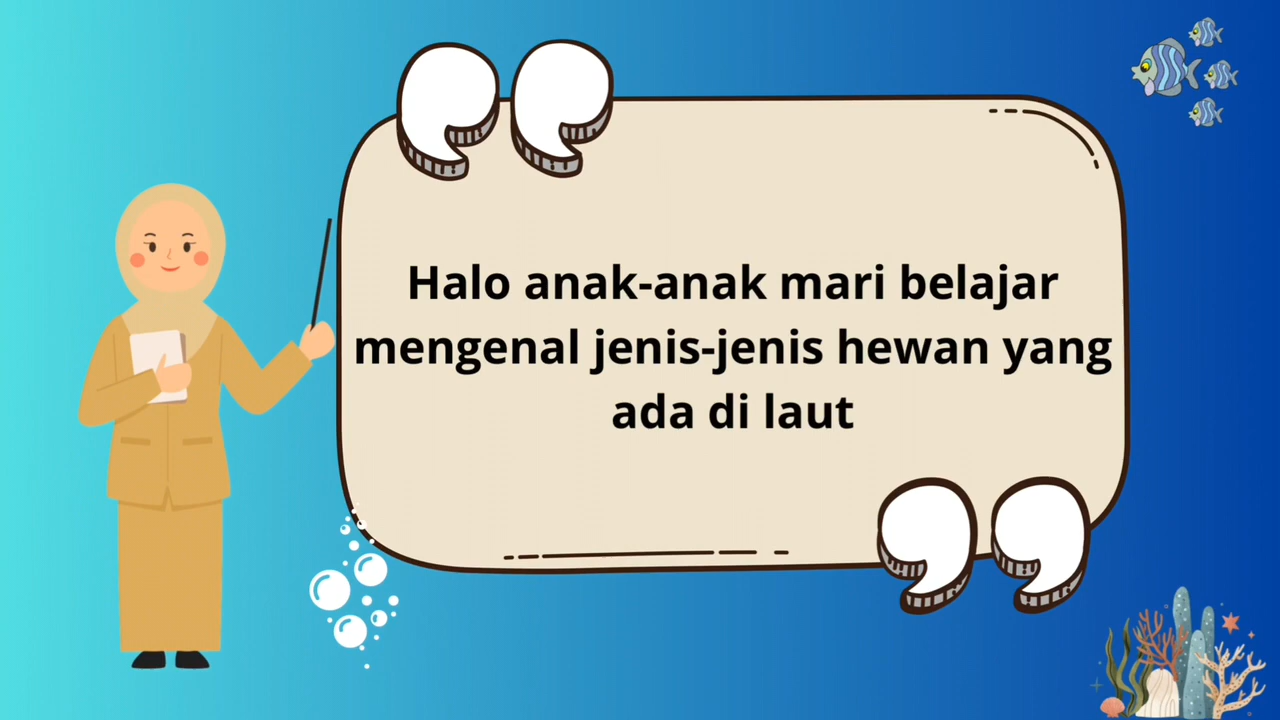 Halo anak-anak mari belajar
mengenal jenis-jenis hewan yang
ada di laut